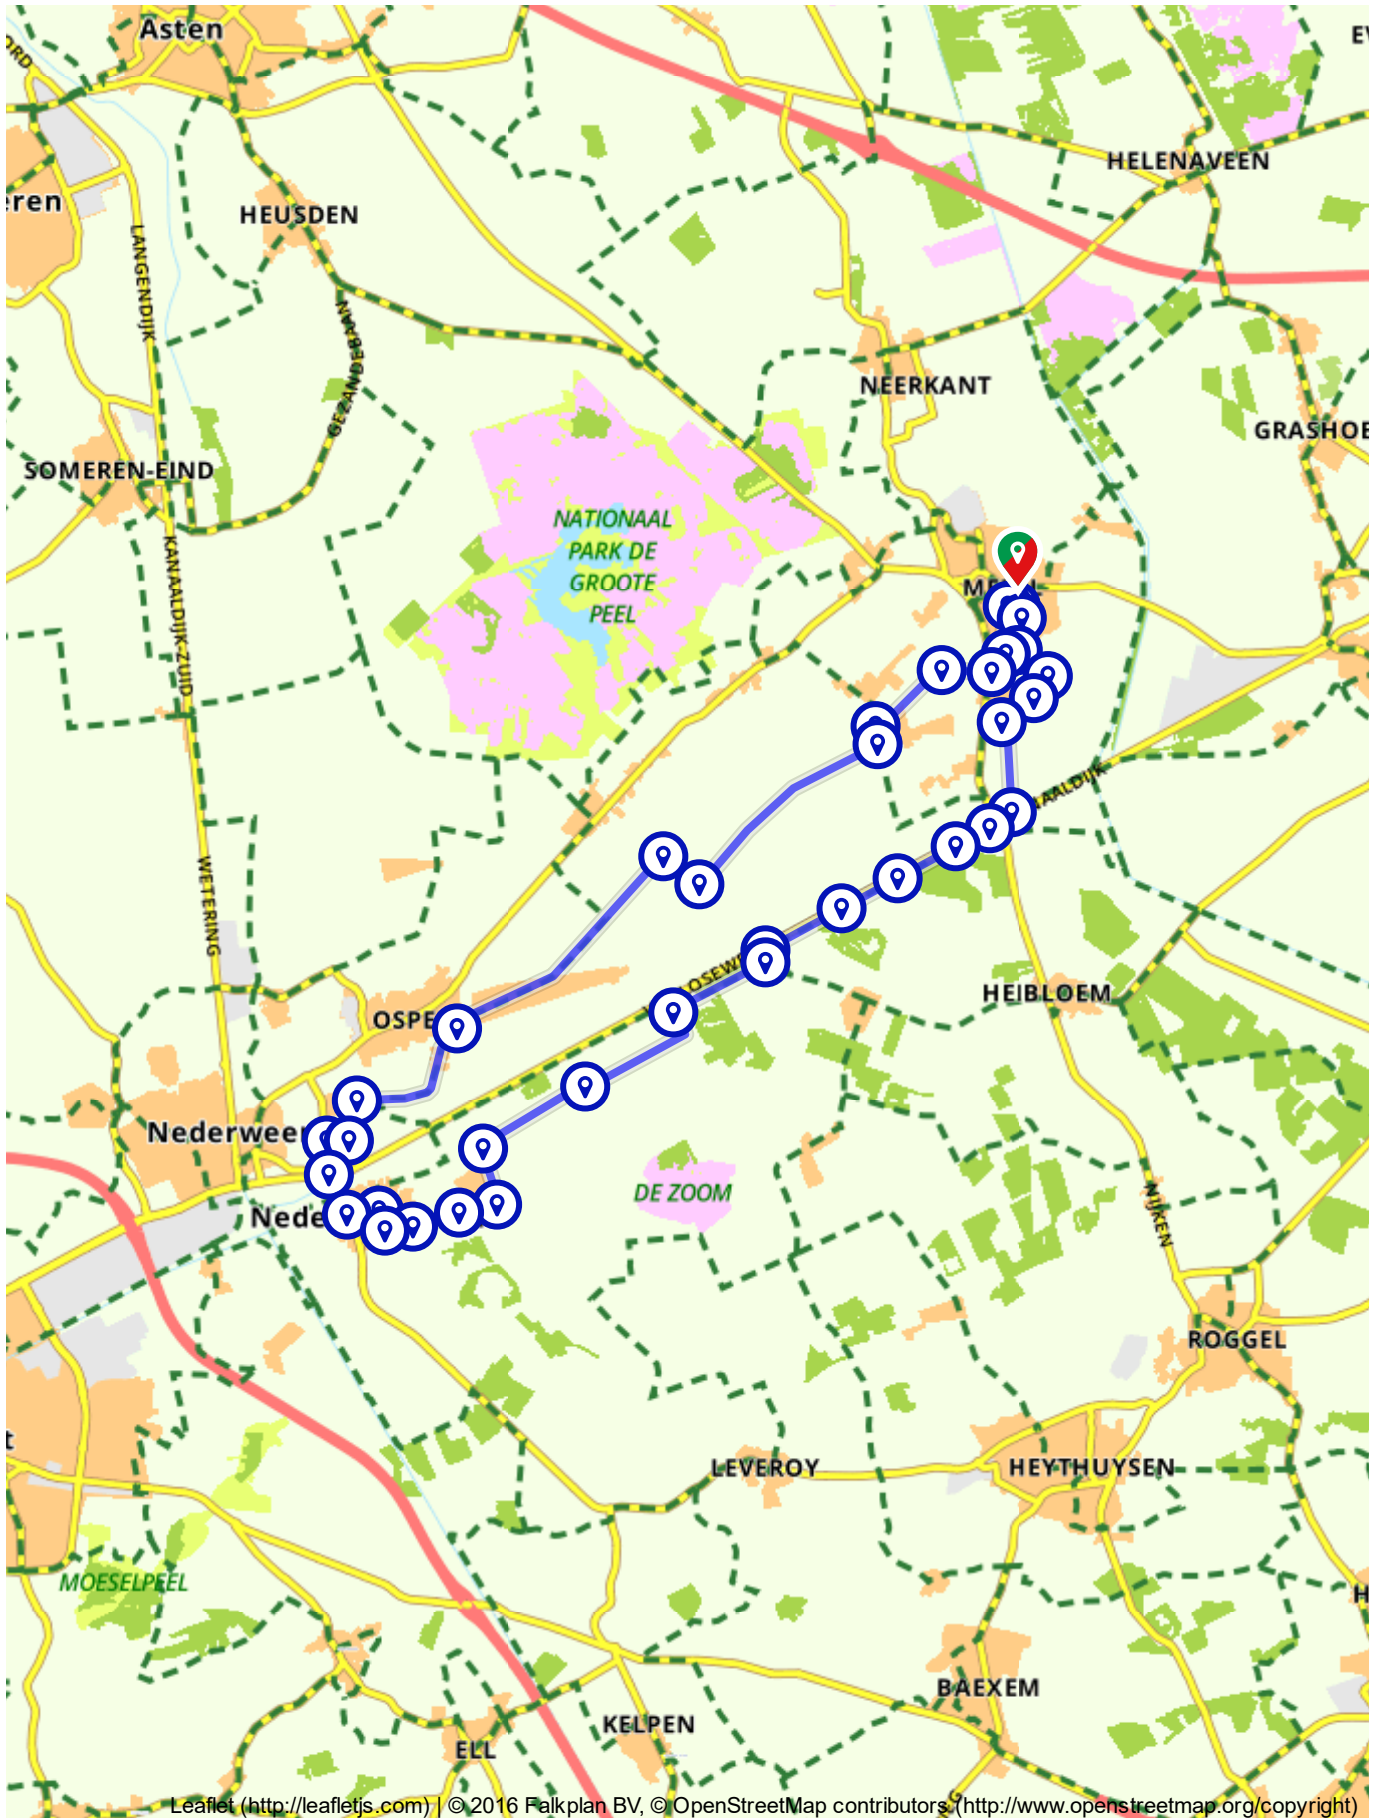 Asten
HELENAVEEN
eren
HEUSDEN
LANGENDIJK
GEZANDEBAAN
NEERKANT
GRASHOE
SOMEREN-EIND
NATIONAAL
PARK DE
GROOTE
PEEL
KANAALDIJK-ZUID
NAALDIJK
WETERING
HEIBLOEM
OSPE
Nederweer
DE ZOOM
Nede
NIJKEN
ROGGEL
LEVEROY
HEYTHUYSEN
MOESELPEEL
BAEXEM
KELPEN
ELL
Leaflet (http://leafletjs.com) | © 2016 Falkplan BV, © OpenStreetMap contributors (http://www.openstreetmap.org/copyright)